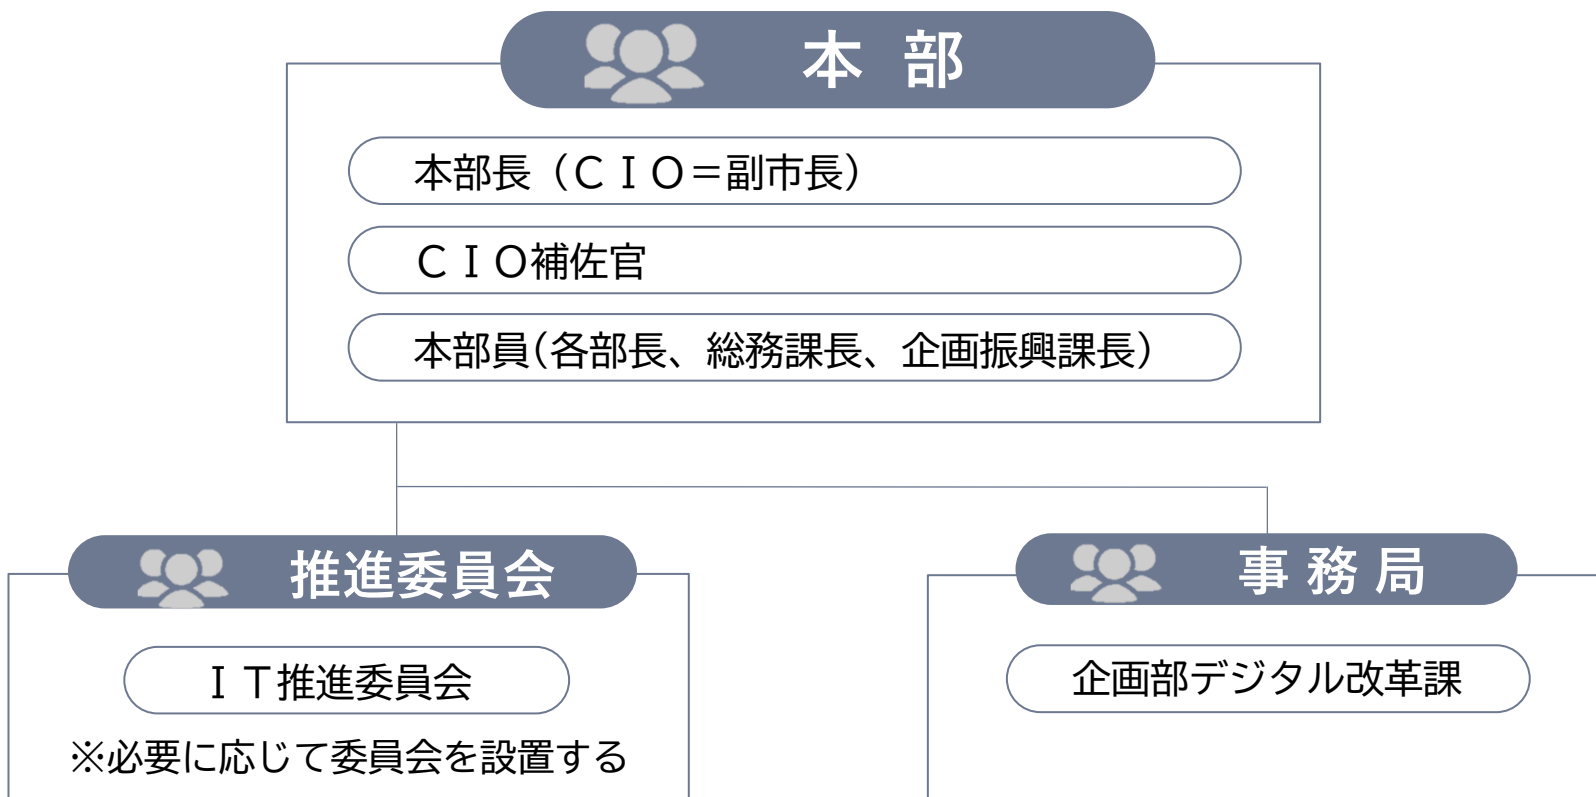 本 部
本部長（ＣＩＯ＝副市長）
ＣＩＯ補佐官
本部員(各部長、総務課長、企画振興課長)
推進委員会
ＩＴ推進委員会
※必要に応じて委員会を設置する
事 務 局
企画部デジタル改革課